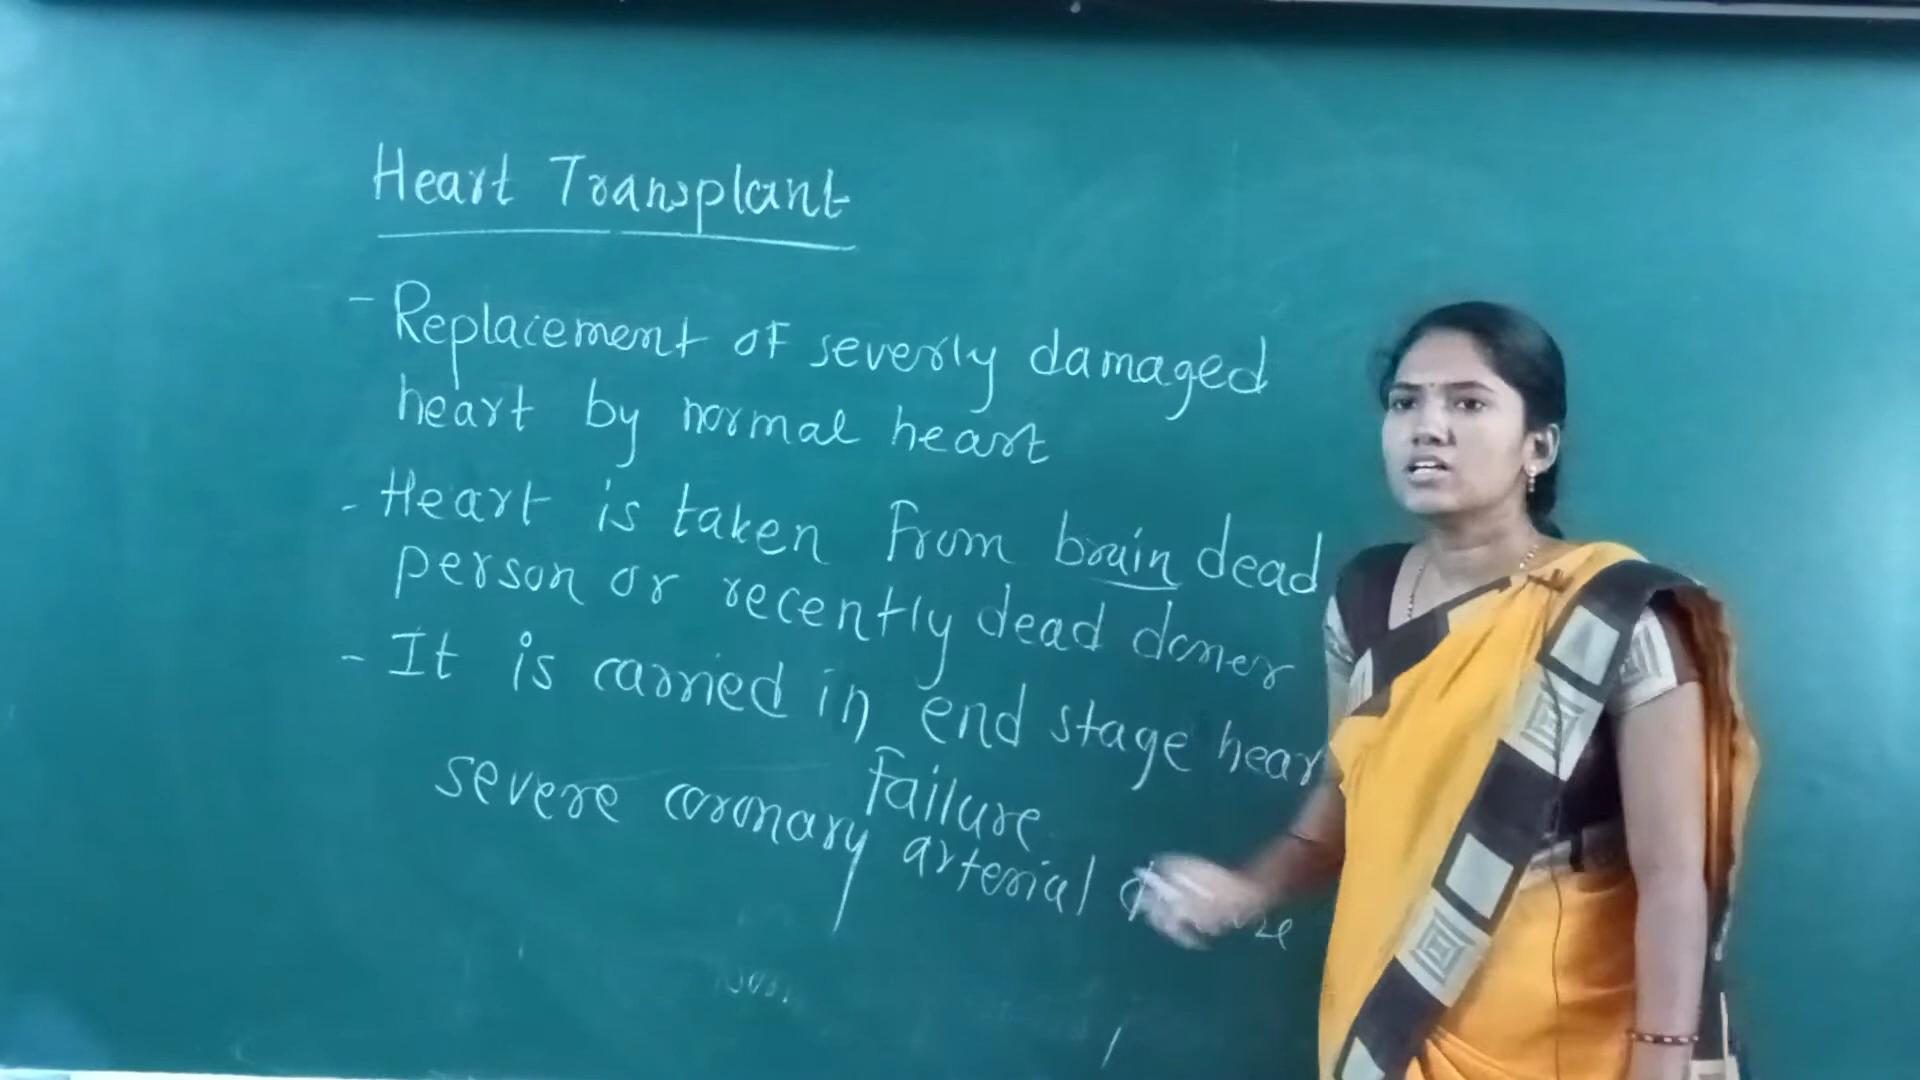 Heart Transplant
- Replacement of severly damaged
heart by normal heart
- Heart is taken From brain dead
person or recently dead doner
- It is carried in end stage hear
Failure
severe coronary arterial